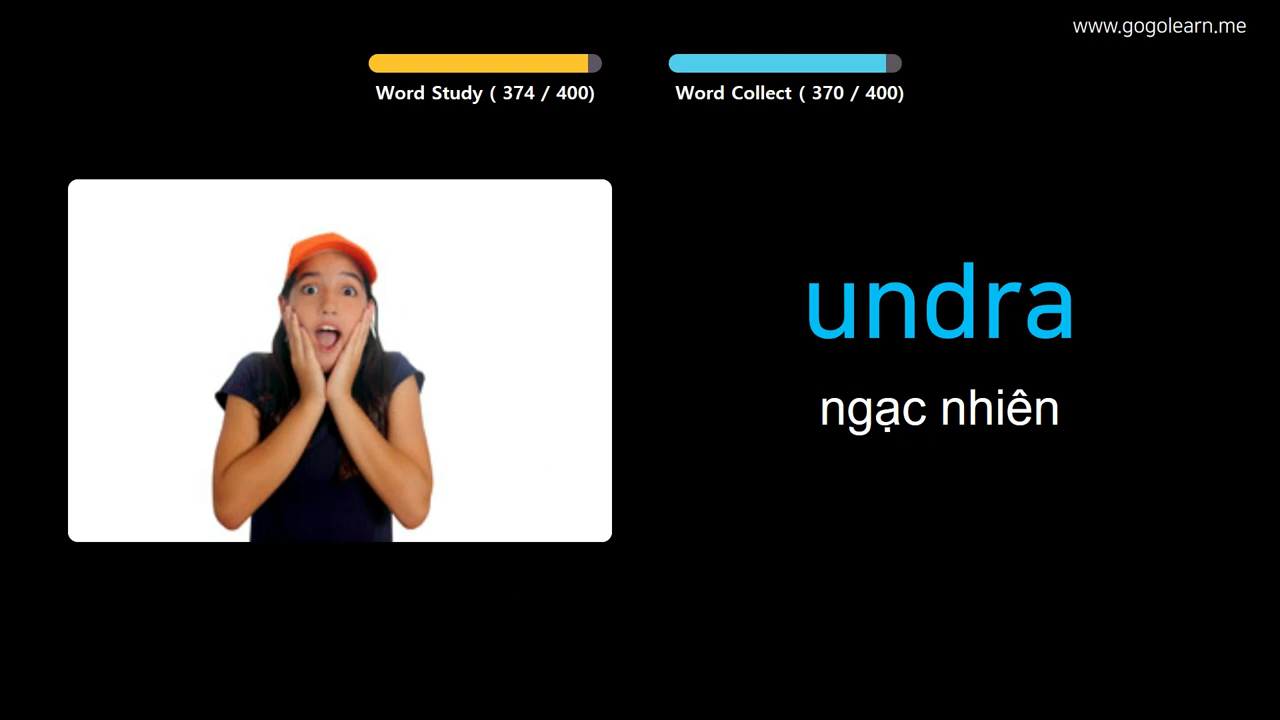 www.gogolearn.me
Word Study ( 374 / 400)
Word Collect ( 370 / 400)
undra
ngạc nhiên